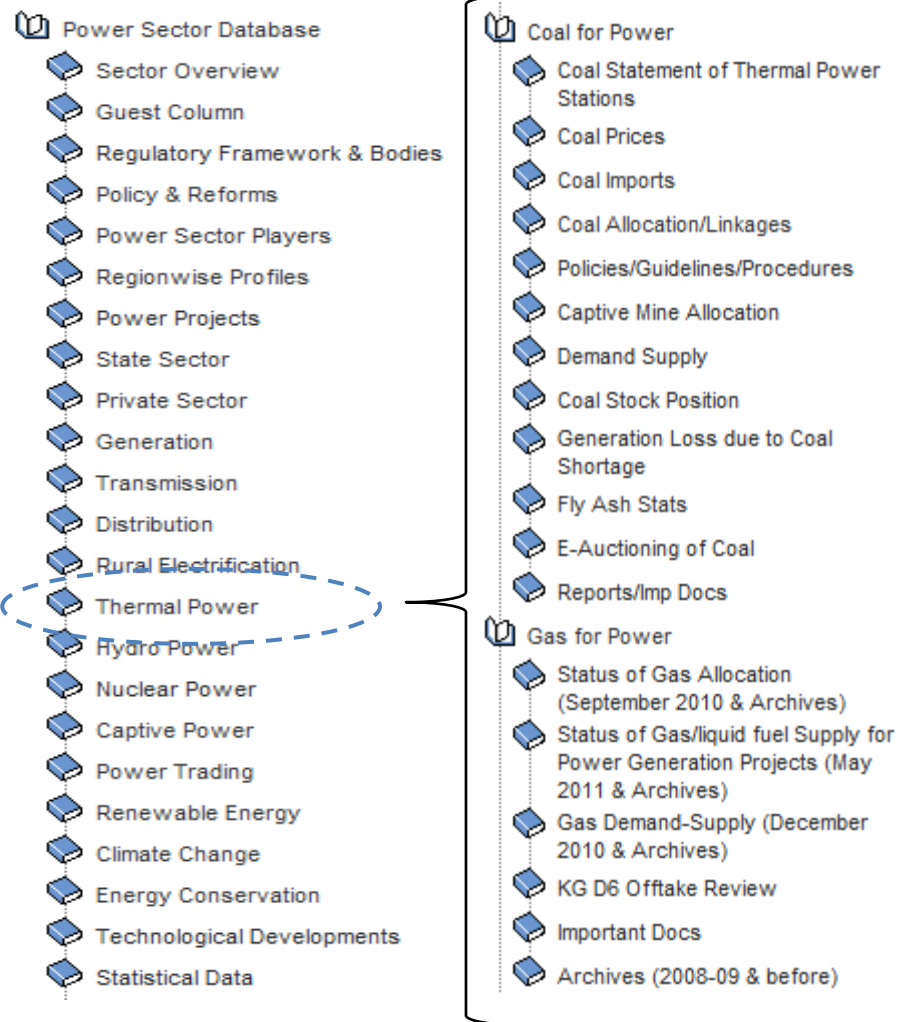 Power Sector Database
Sector Overview
Guest Column
Regulatory Framework & Bodies
Policy & Reforms
Power Sector Players
Regionwise Profiles
Power Projects
State Sector
Private Sector
Generation
Transmission
Distribution
Rural Electrification
Thermal Power
Hydro Power
Nuclear Power
Captive Power
Power Trading
Renewable Energy
Climate Change
Energy Conservation
Technological Developments
Statistical Data
Coal for Power
Coal Statement of Thermal Power
Stations
Coal Prices
Coal Imports
Coal Allocation/Linkages
Policies/Guidelines/Procedures
Captive Mine Allocation
Demand Supply
Coal Stock Position
Generation Loss due to Coal
Shortage
Fly Ash Stats
E-Auctioning of Coal
Reports/Imp Docs
Gas for Power
Status of Gas Allocation
(September 2010 & Archives)
Status of Gas/liquid fuel Supply for
Power Generation Projects (May
2011 & Archives)
Gas Demand-Supply (December
2010 & Archives)
KG D6 Offtake Review
Important Docs
Archives (2008-09 & before)